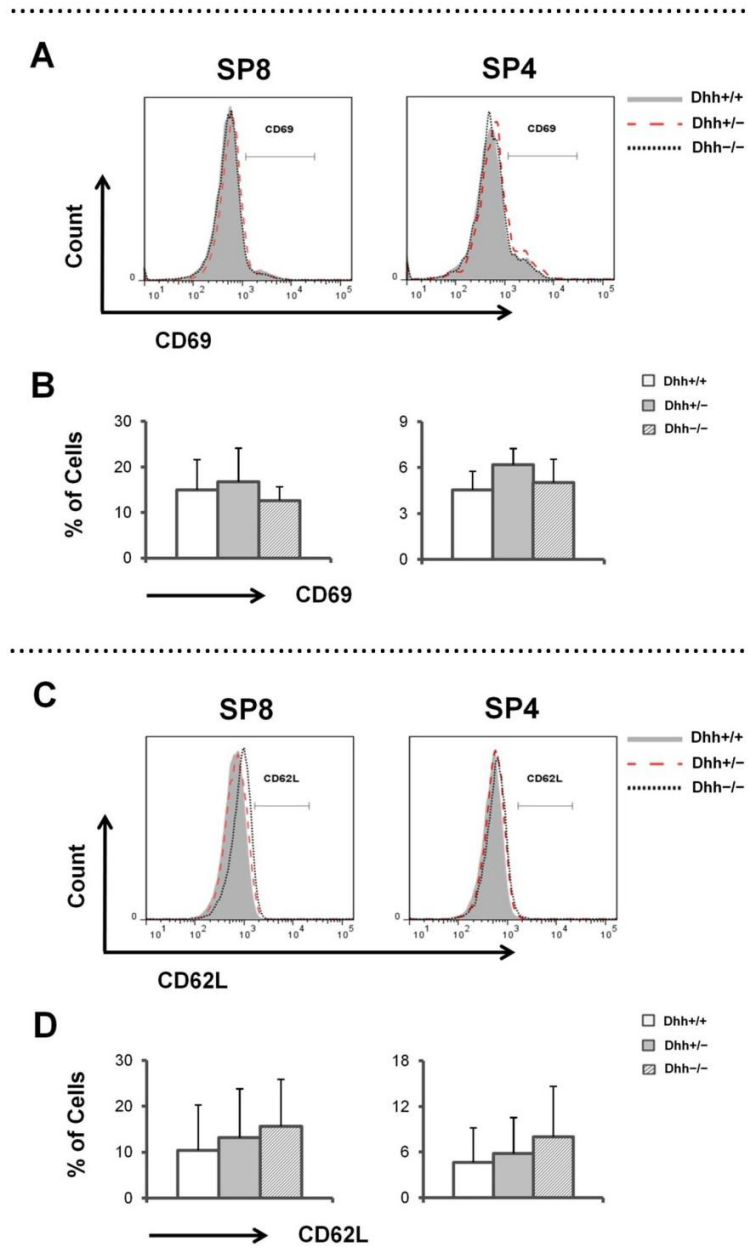 A
SP8 SP4
Dhh+/+
Dhh+/−
Dhh−/−
CD69 CD69
Count
0 0
10¹ 10² 10³ 10⁴ 10⁵ 10¹ 10² 10³ 10⁴ 10⁵
CD69
B
Dhh+/+
Dhh+/−
Dhh−/−
% of Cells
30 9
20 6
10 3
0 0
CD69
C
SP8 SP4
Dhh+/+
Dhh+/−
Dhh−/−
CD62L CD62L
Count
0 0
10¹ 10² 10³ 10⁴ 10⁵ 10¹ 10² 10³ 10⁴ 10⁵
CD62L
D
Dhh+/+
Dhh+/−
Dhh−/−
% of Cells
30 18
20 12
10 6
0 0
CD62L